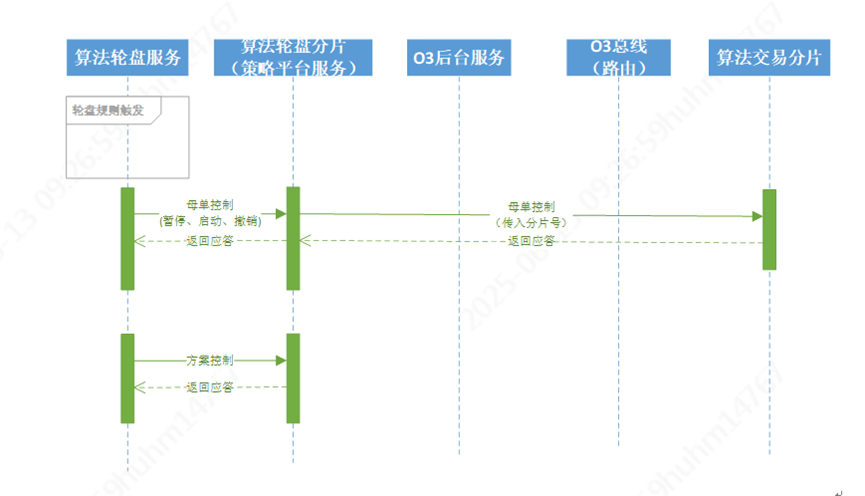 算法轮盘服务
算法轮盘分片
（策略平台服务）
O3后台服务
O3总线
（路由）
算法交易分片
轮盘规则触发
母单控制
(暂停、启动、撤销)
返回应答
母单控制
（传入分片号）
返回应答
方案控制
返回应答